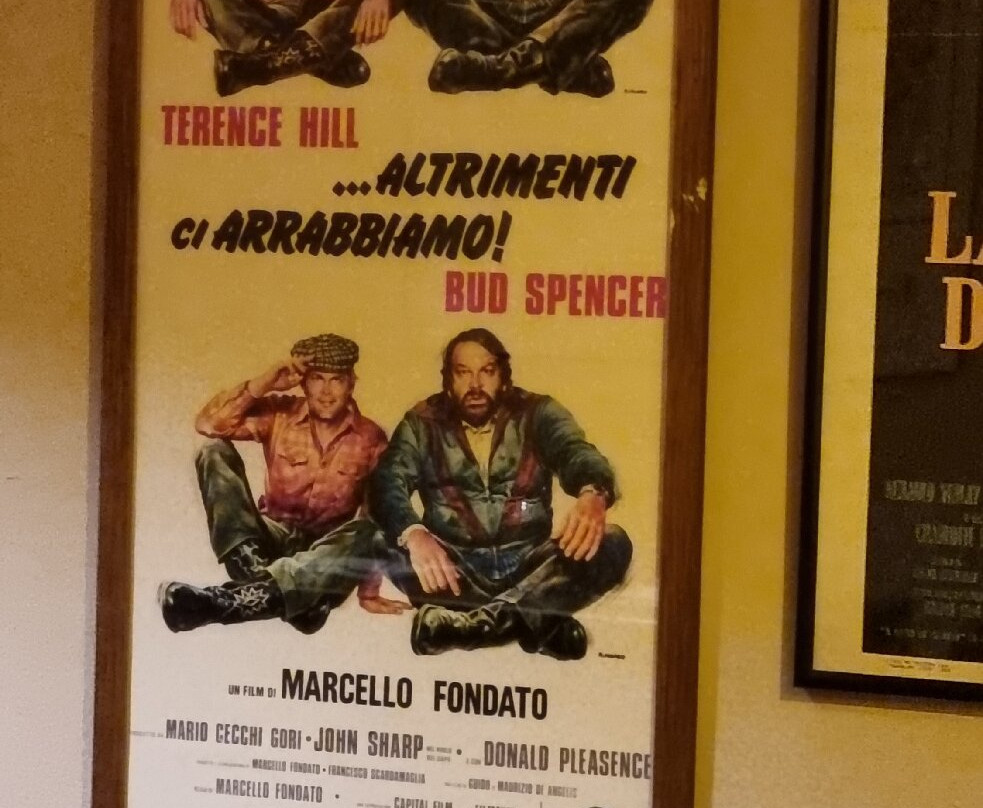 TERENCE HILL
...ALTRIMENTI
CI ARRABBIAMO!
BUD SPENCER
UN FILM DI MARCELLO FONDATO
MARIO CECCHI GORI • JOHN SHARP • E CON DONALD PLEASENCE
MARCELLO FONDATO • FRANCESCO SCARDAMAGLIA GUIDO E MAURIZIO DE ANGELIS
MARCELLO FONDATO • CAPITAL FILM
LA
D